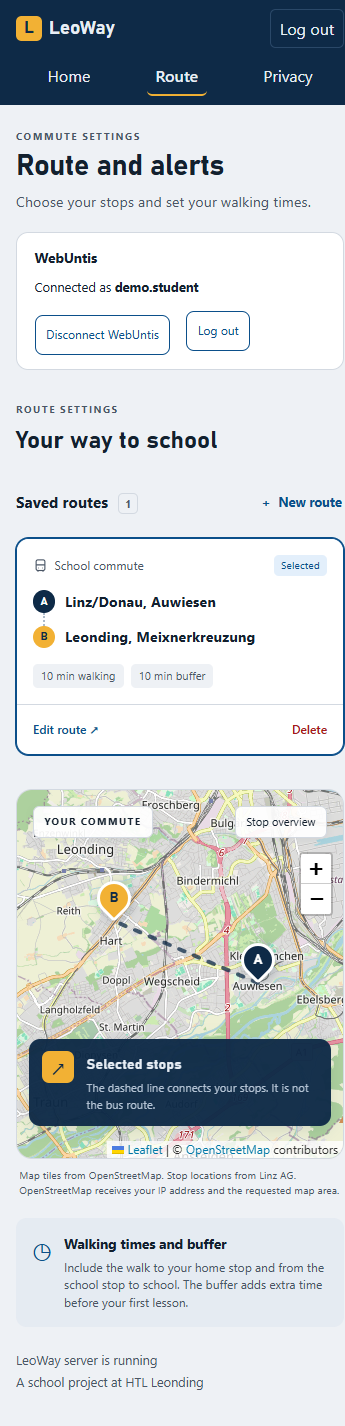 L LeoWay
Log out
Home Route Privacy
COMMUTE SETTINGS
Route and alerts
Choose your stops and set your walking times.
WebUntis
Connected as demo.student
Disconnect WebUntis
Log out
ROUTE SETTINGS
Your way to school
Saved routes 1
+ New route
School commute
Selected
A Linz/Donau, Auwiesen
B Leonding, Meixnerkreuzung
10 min walking 10 min buffer
Edit route ↗
Delete
Froschberg
YOUR COMMUTE
Stop overview
Leonding
+
Bindermichl
−
B
Reith
Hart
A
Doppl
Wegscheid
Auwiesen
Langholzfeld
St. Martin
↗ Selected stops
The dashed line connects your stops. It is not
the bus route.
171
Leaflet | © OpenStreetMap contributors
Map tiles from OpenStreetMap. Stop locations from Linz AG.
OpenStreetMap receives your IP address and the requested map area.
Walking times and buffer
Include the walk to your home stop and from the
school stop to school. The buffer adds extra time
before your first lesson.
LeoWay server is running
A school project at HTL Leonding